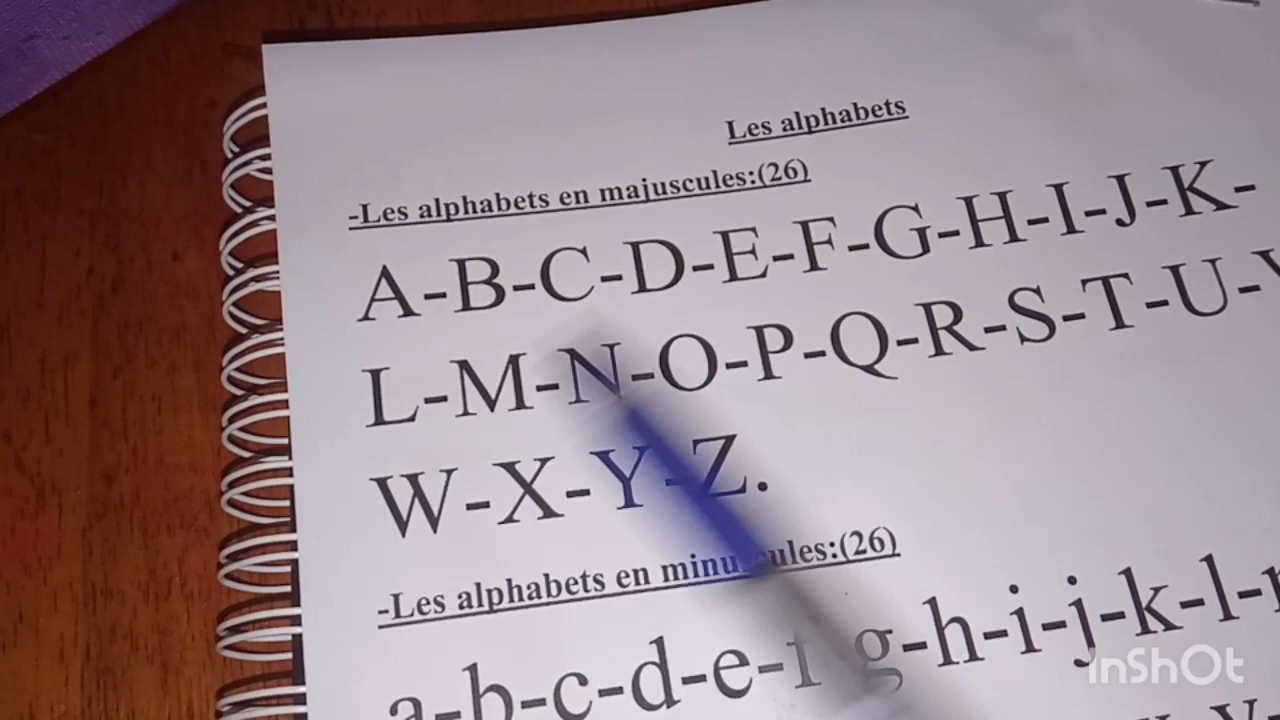 Les alphabets
-Les alphabets en majuscules:(26)
A-B-C-D-E-F-G-H-I-J-K-
L-M-N-O-P-Q-R-S-T-U-V
W-X-Y-Z.
-Les alphabets en minuscules:(26)
a-b-c-d-e-f g-h-i-j-k-l-
InShOt